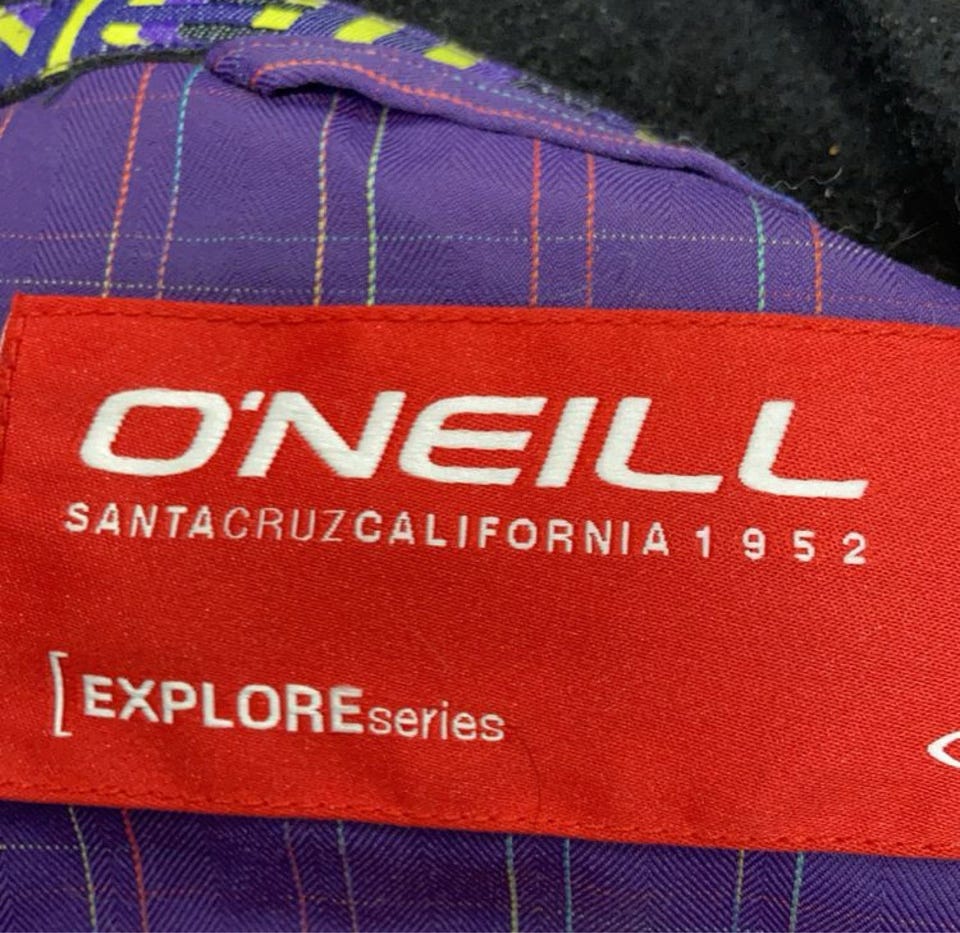 O'NEILL
SANTACRUZCALIFORNIA 1952
[EXPLOREseries